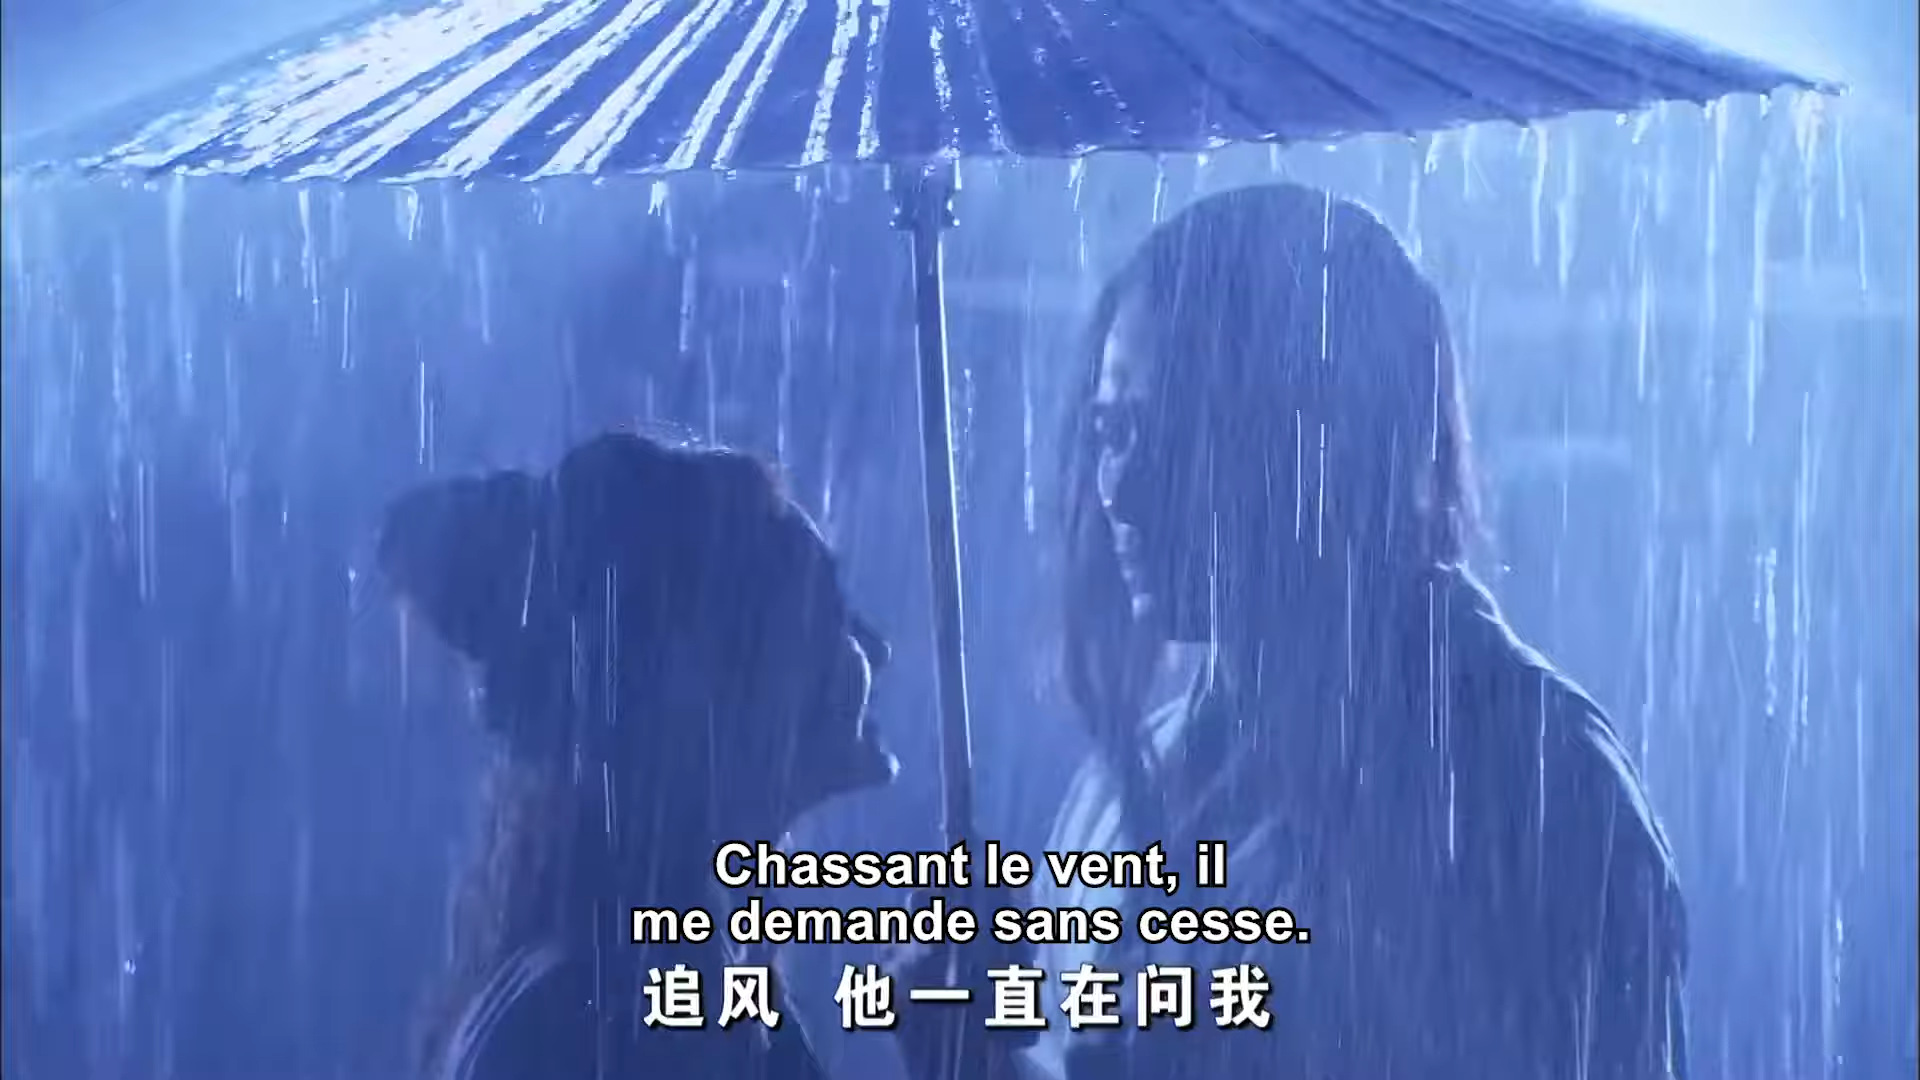 Chassant le vent, il
me demande sans cesse.
追风 他一直在问我